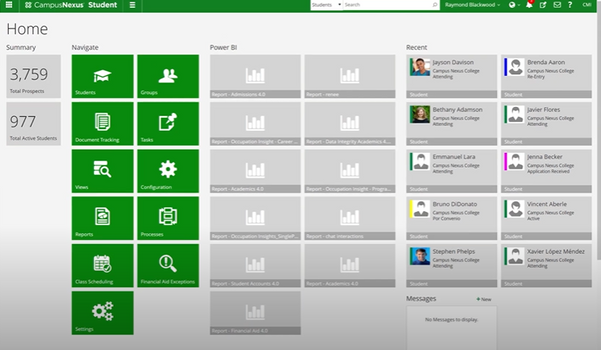 CampusNexus Student
Students
Search
Raymond Blackwood
CMI
Home
Summary
3,759
Total Prospects
977
Total Active Students
Navigate
Students
Groups
Document Tracking
Tasks
Views
Configuration
Reports
Processes
Class Scheduling
Financial Aid Exceptions
Settings
Power BI
Report - Admissions 4.0
Report - renee
Report - Occupation Insight - Career ...
Report - Data Integrity Academics 4....
Report - Academics 4.0
Report - Occupation Insight - Progra...
Report - Occupation Insights_SingleP...
Report - chat interactions
Report - Student Accounts 4.0
Report - Academic 4.0
Report - Financial Aid 4.0
Recent
Jayson Davison
Campus Nexus College
Attending
Student
Brenda Aaron
Campus Nexus College
Re-Entry
Student
Bethany Adamson
Campus Nexus College
Attending
Student
Javier Flores
Campus Nexus College
Attending
Student
Emmanuel Lara
Campus Nexus College
Attending
Student
Jenna Becker
Campus Nexus College
Application Received
Student
Bruno DiDonato
Campus Nexus College
Por Convenio
Student
Vincent Aberle
Campus Nexus College
Active
Student
Stephen Phelps
Campus Nexus College
Attending
Student
Xavier López Méndez
Campus Nexus College
Attending
Student
Messages
New
No Messages to display.